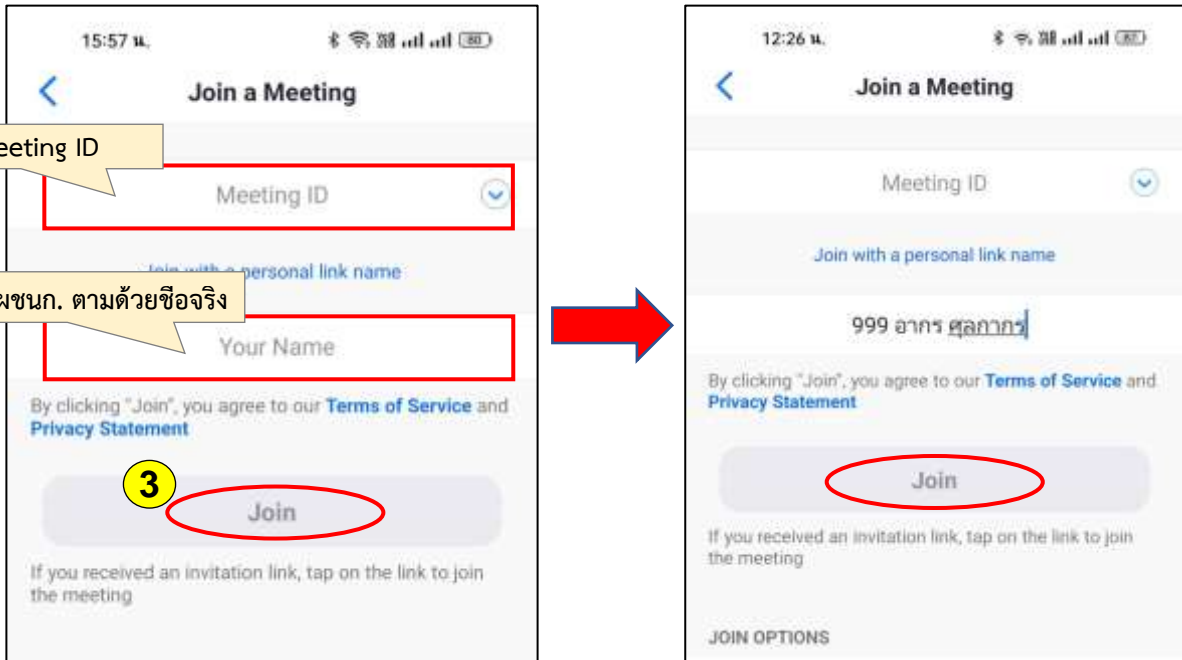 15:57 น.
80
Join a Meeting
eeting ID
Meeting ID
Join with a personal link name
ผชนก. ตามด้วยชือจริง
Your Name
By clicking "Join", you agree to our Terms of Service and
Privacy Statement
3
Join
If you received an invitation link, tap on the link to join
the meeting
12:26 น.
Join a Meeting
Meeting ID
Join with a personal link name
999 อากร ศุลกากร
By clicking "Join", you agree to our Terms of Service and
Privacy Statement
Join
If you received an invitation link, tap on the link to join
the meeting
JOIN OPTIONS